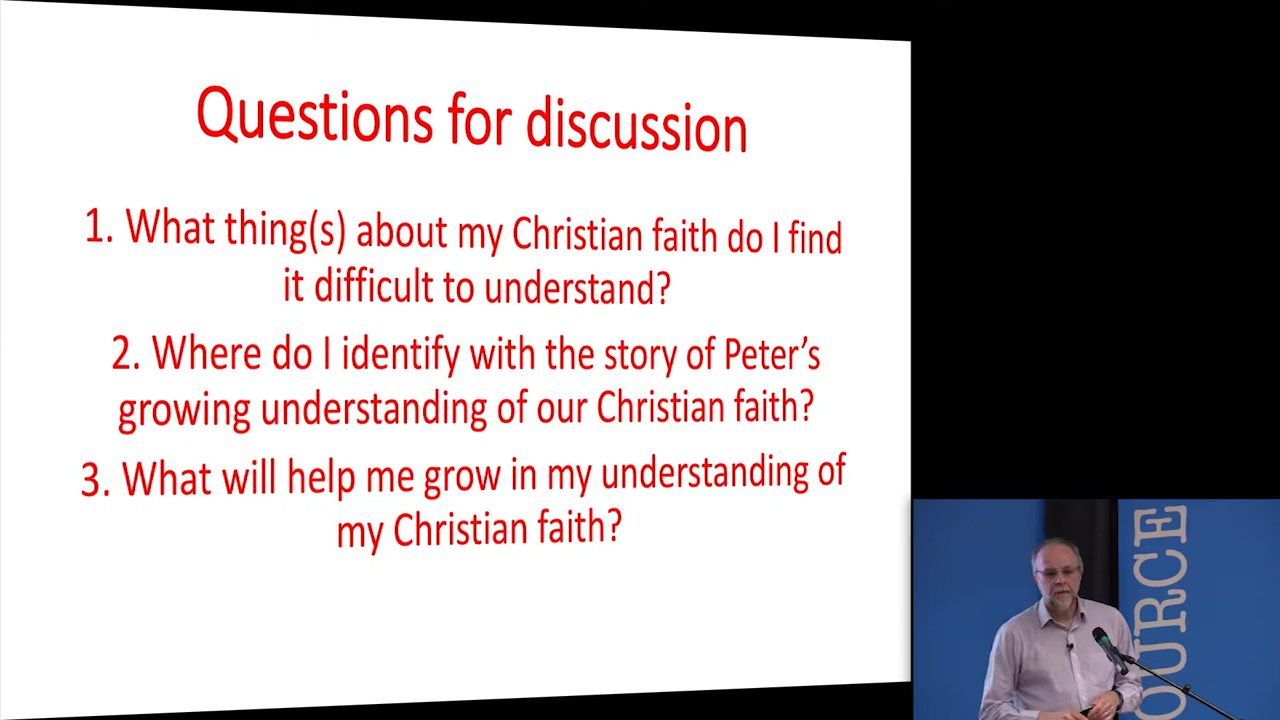 Questions for discussion
1. What thing(s) about my Christian faith do I find
it difficult to understand?
2. Where do I identify with the story of Peter's
growing understanding of our Christian faith?
3. What will help me grow in my understanding of
my Christian faith?
OURCE